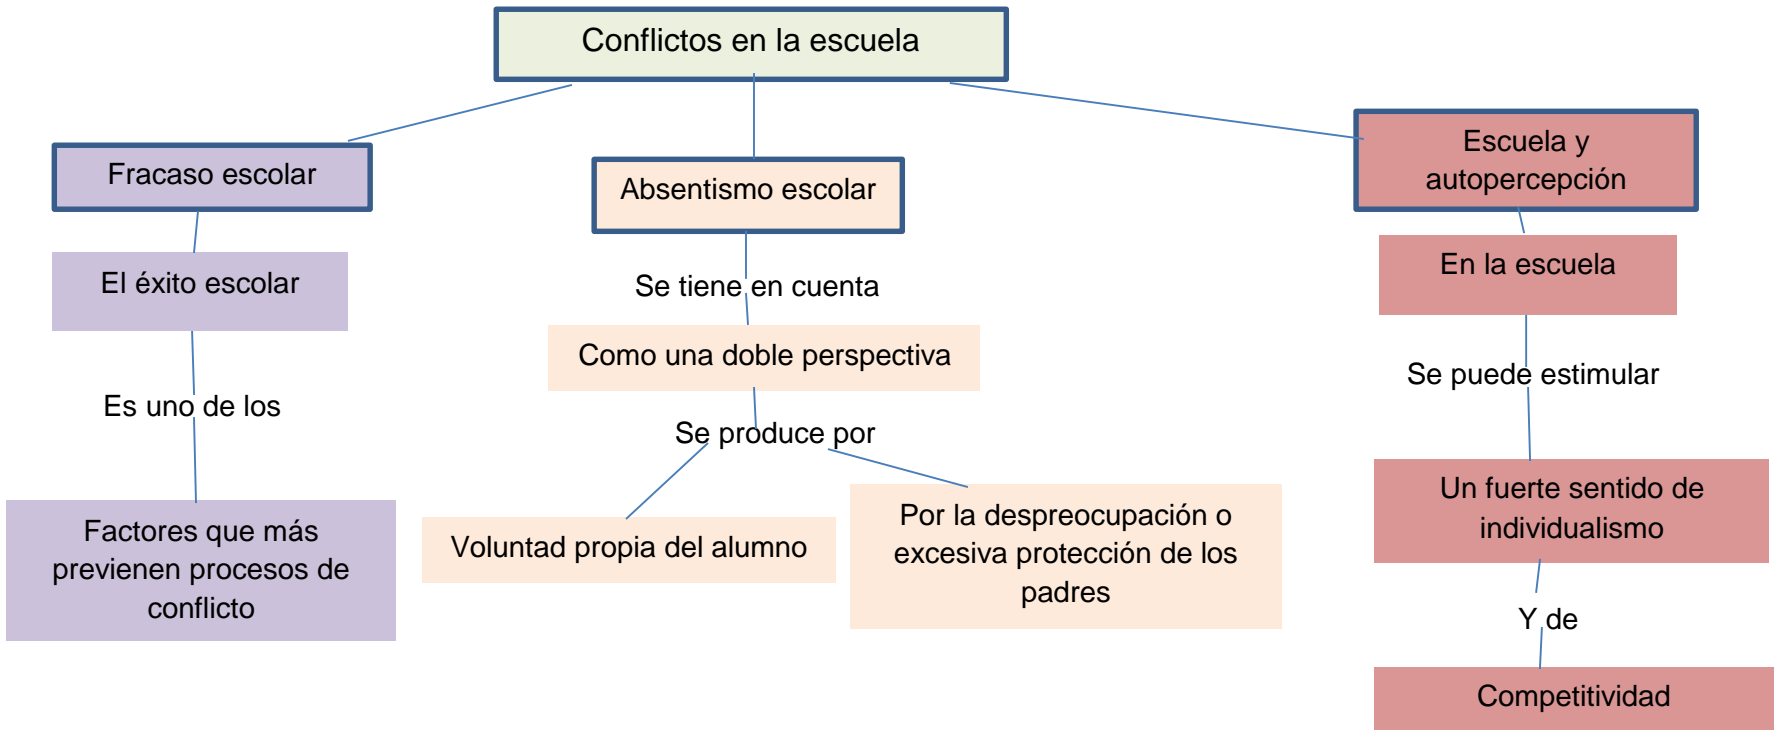 Conflictos en la escuela
Fracaso escolar
El éxito escolar
Es uno de los
Factores que más
previenen procesos de
conflicto
Absentismo escolar
Se tiene en cuenta
Como una doble perspectiva
Se produce por
Voluntad propia del alumno
Por la despreocupación o
excesiva protección de los
padres
Escuela y
autopercepción
En la escuela
Se puede estimular
Un fuerte sentido de
individualismo
Y de
Competitividad